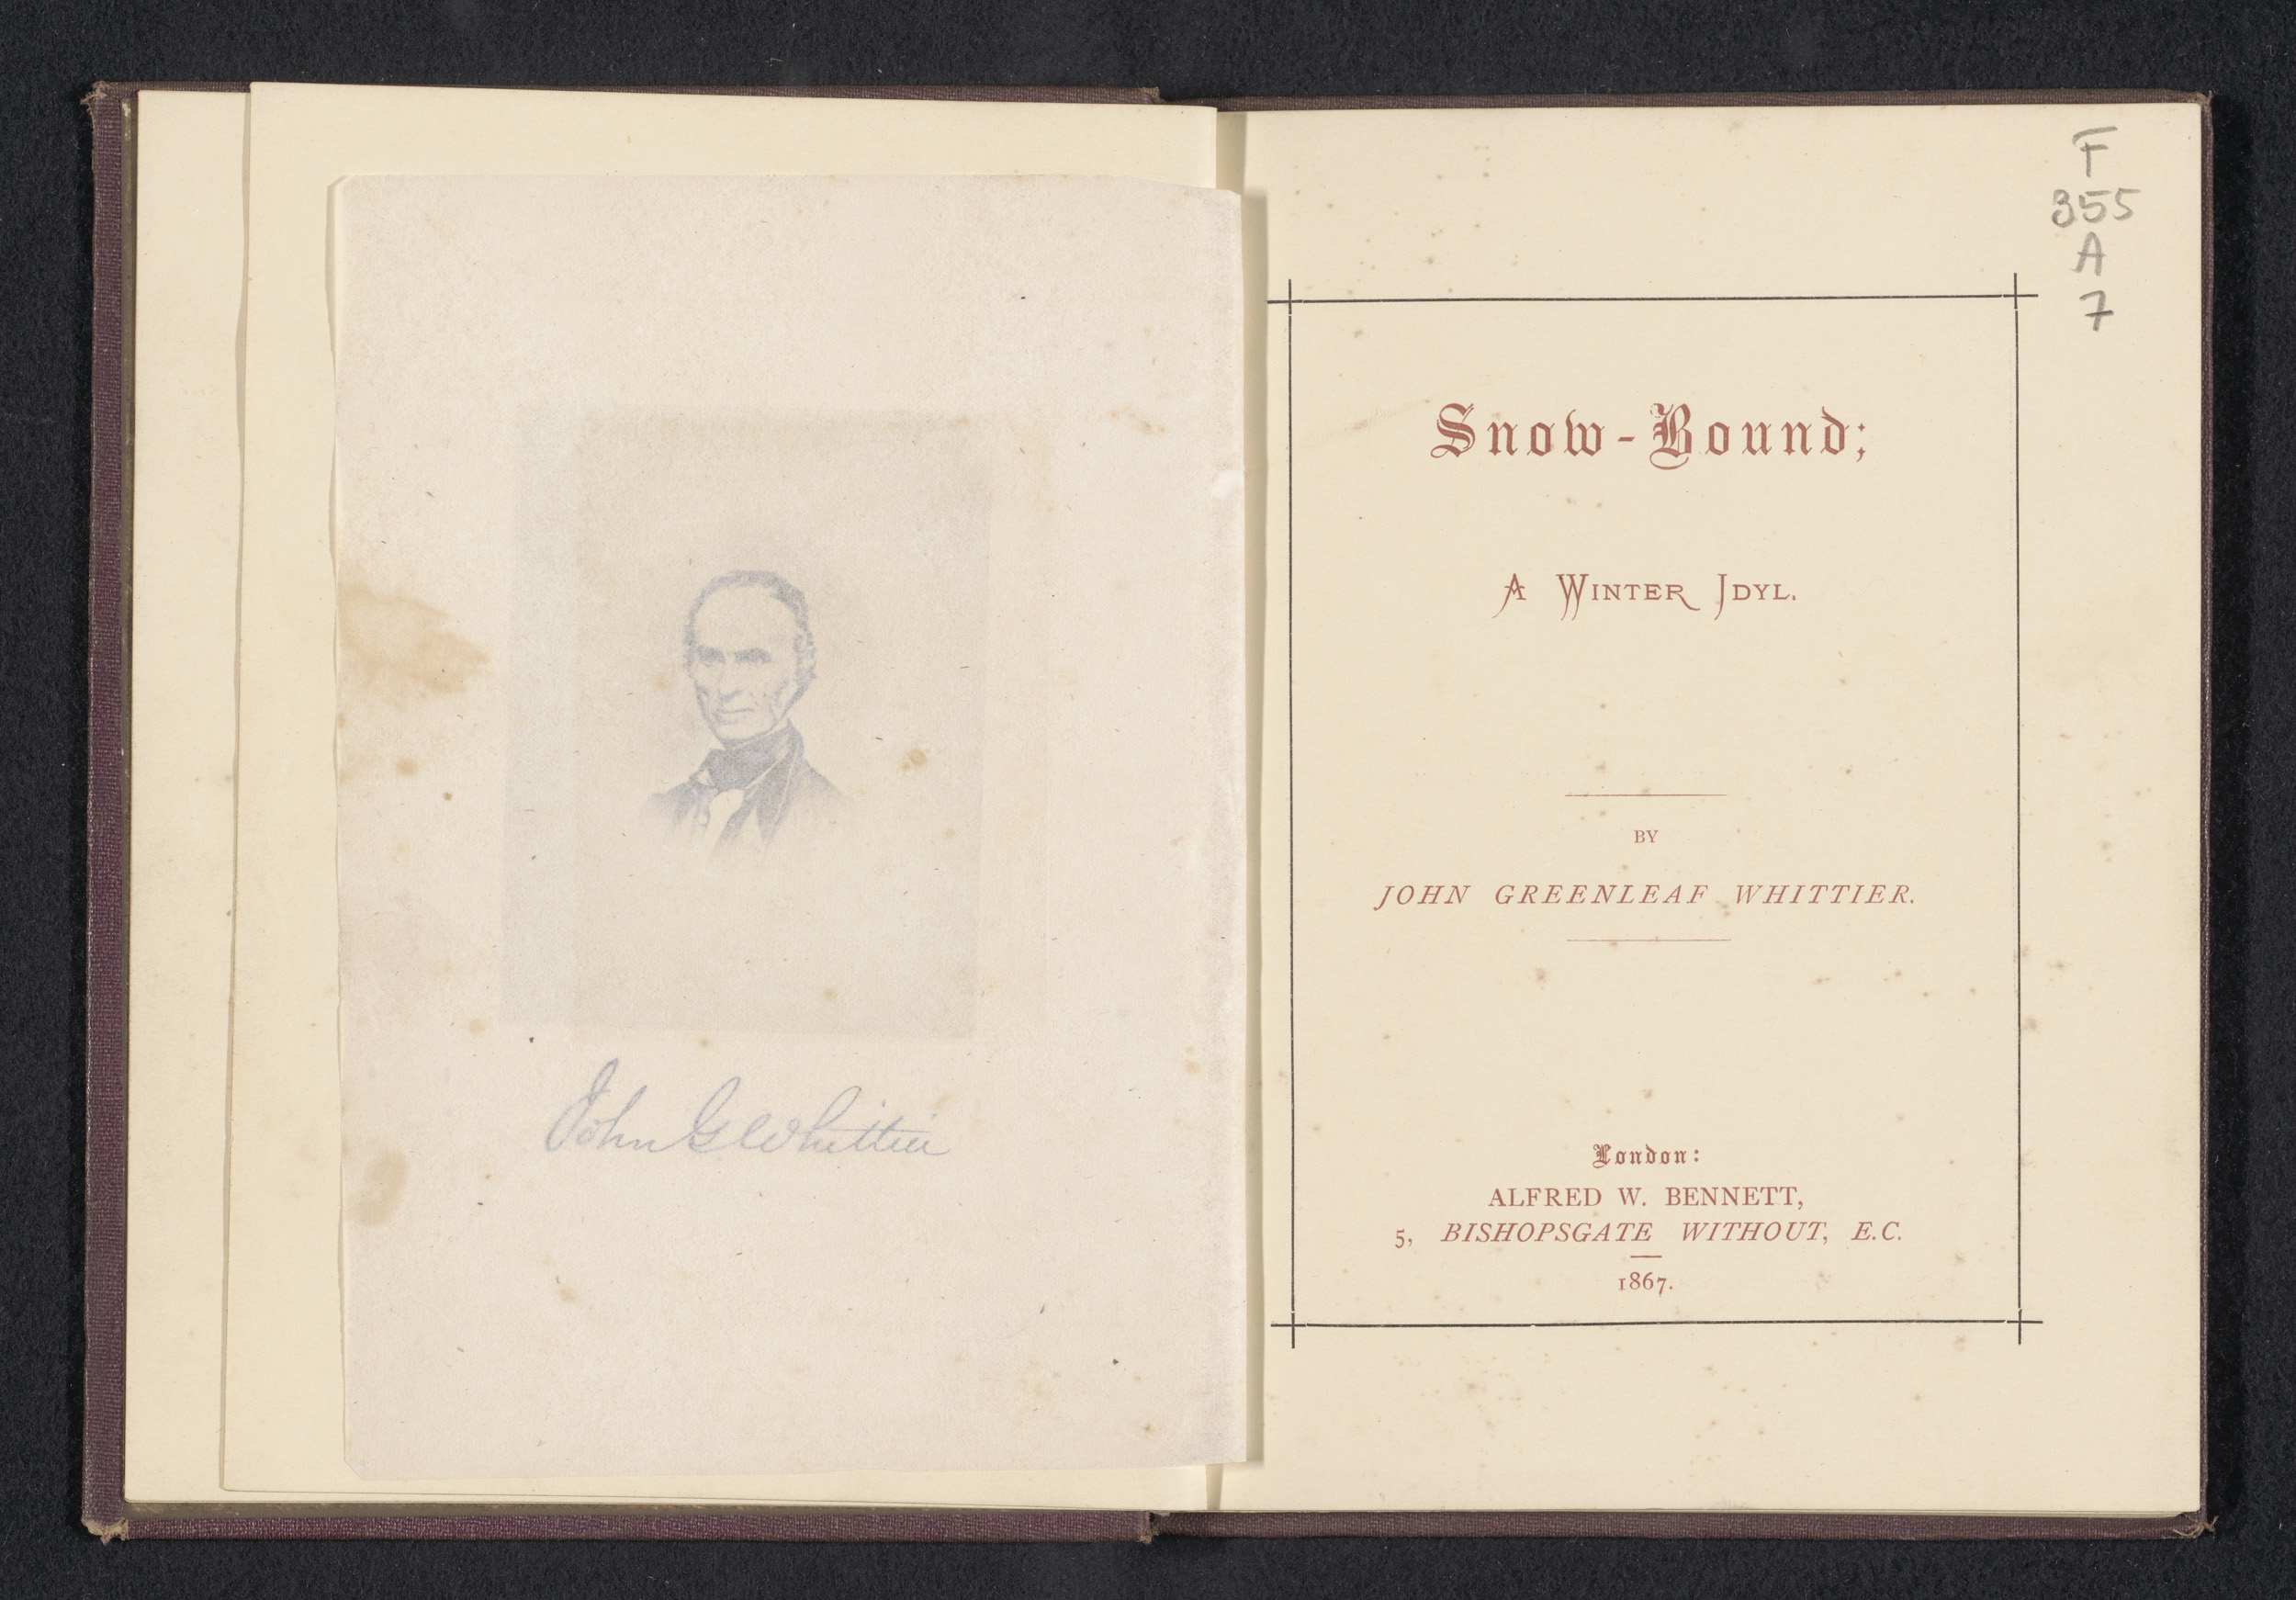 John G Whittier
F
355
A
7
Snow-Bound;
A Winter Idyl.
BY
JOHN GREENLEAF WHITTIER.
London:
ALFRED W. BENNETT,
5, BISHOPSGATE WITHOUT, E.C.
1867.